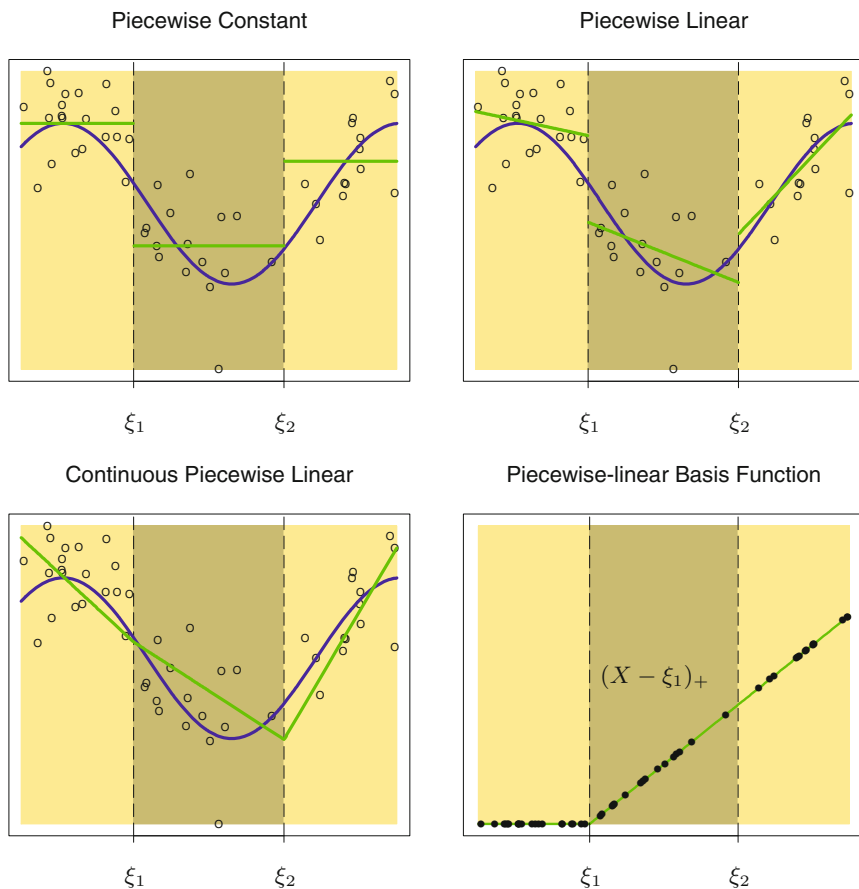 Piecewise Constant
Piecewise Linear
ξ₁ ξ₂
ξ₁ ξ₂
Continuous Piecewise Linear
Piecewise-linear Basis Function
(X − ξ₁)₊
ξ₁ ξ₂
ξ₁ ξ₂